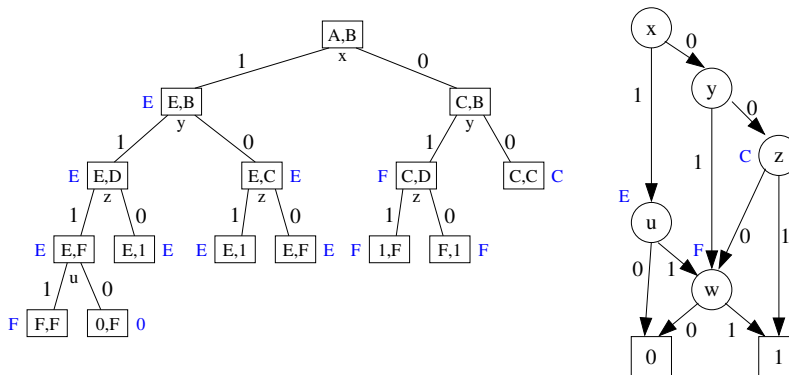 A,B
x
1 0
E E,B
y
C,B
y
1 0 1 0
E E,D
z
E,C E
z
F C,D
z
C,C C
1 0 1 0 1 0
E E,F
u
E,1 E
E E,1
E,F E
F 1,F
F,1 F
1 0
F F,F
0,F 0
x
0
y
1
0
C z
1
E
u
F
0 1 0 1
w
0 1
0 1